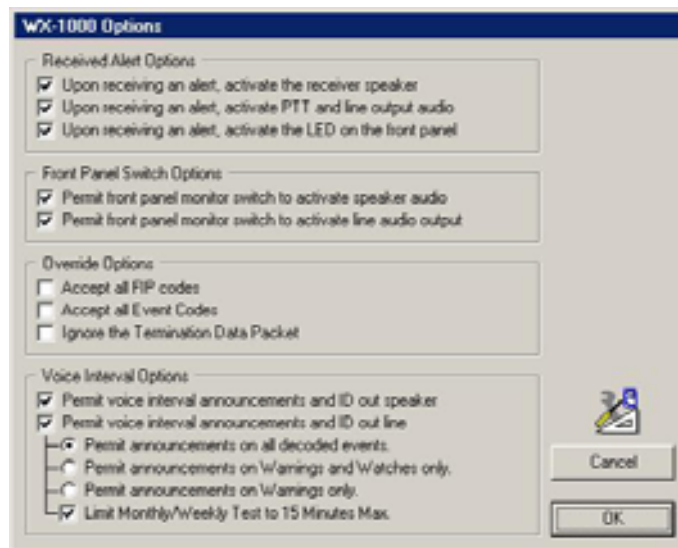 WX-1000 Options
Received Alert Options
Upon receiving an alert, activate the receiver speaker
Upon receiving an alert, activate PTT and line output audio
Upon receiving an alert, activate the LED on the front panel
Front Panel Switch Options
Permit front panel monitor switch to activate speaker audio
Permit front panel monitor switch to activate line audio output
Override Options
Accept all FIP codes
Accept all Event Codes
Ignore the Termination Data Packet
Voice Interval Options
Permit voice interval announcements and ID out speaker
Permit voice interval announcements and ID out line
Permit announcements on all decoded events.
Permit announcements on Warnings and Watches only.
Permit announcements on Warnings only.
Limit Monthly/Weekly Test to 15 Minutes Max.
Cancel
OK